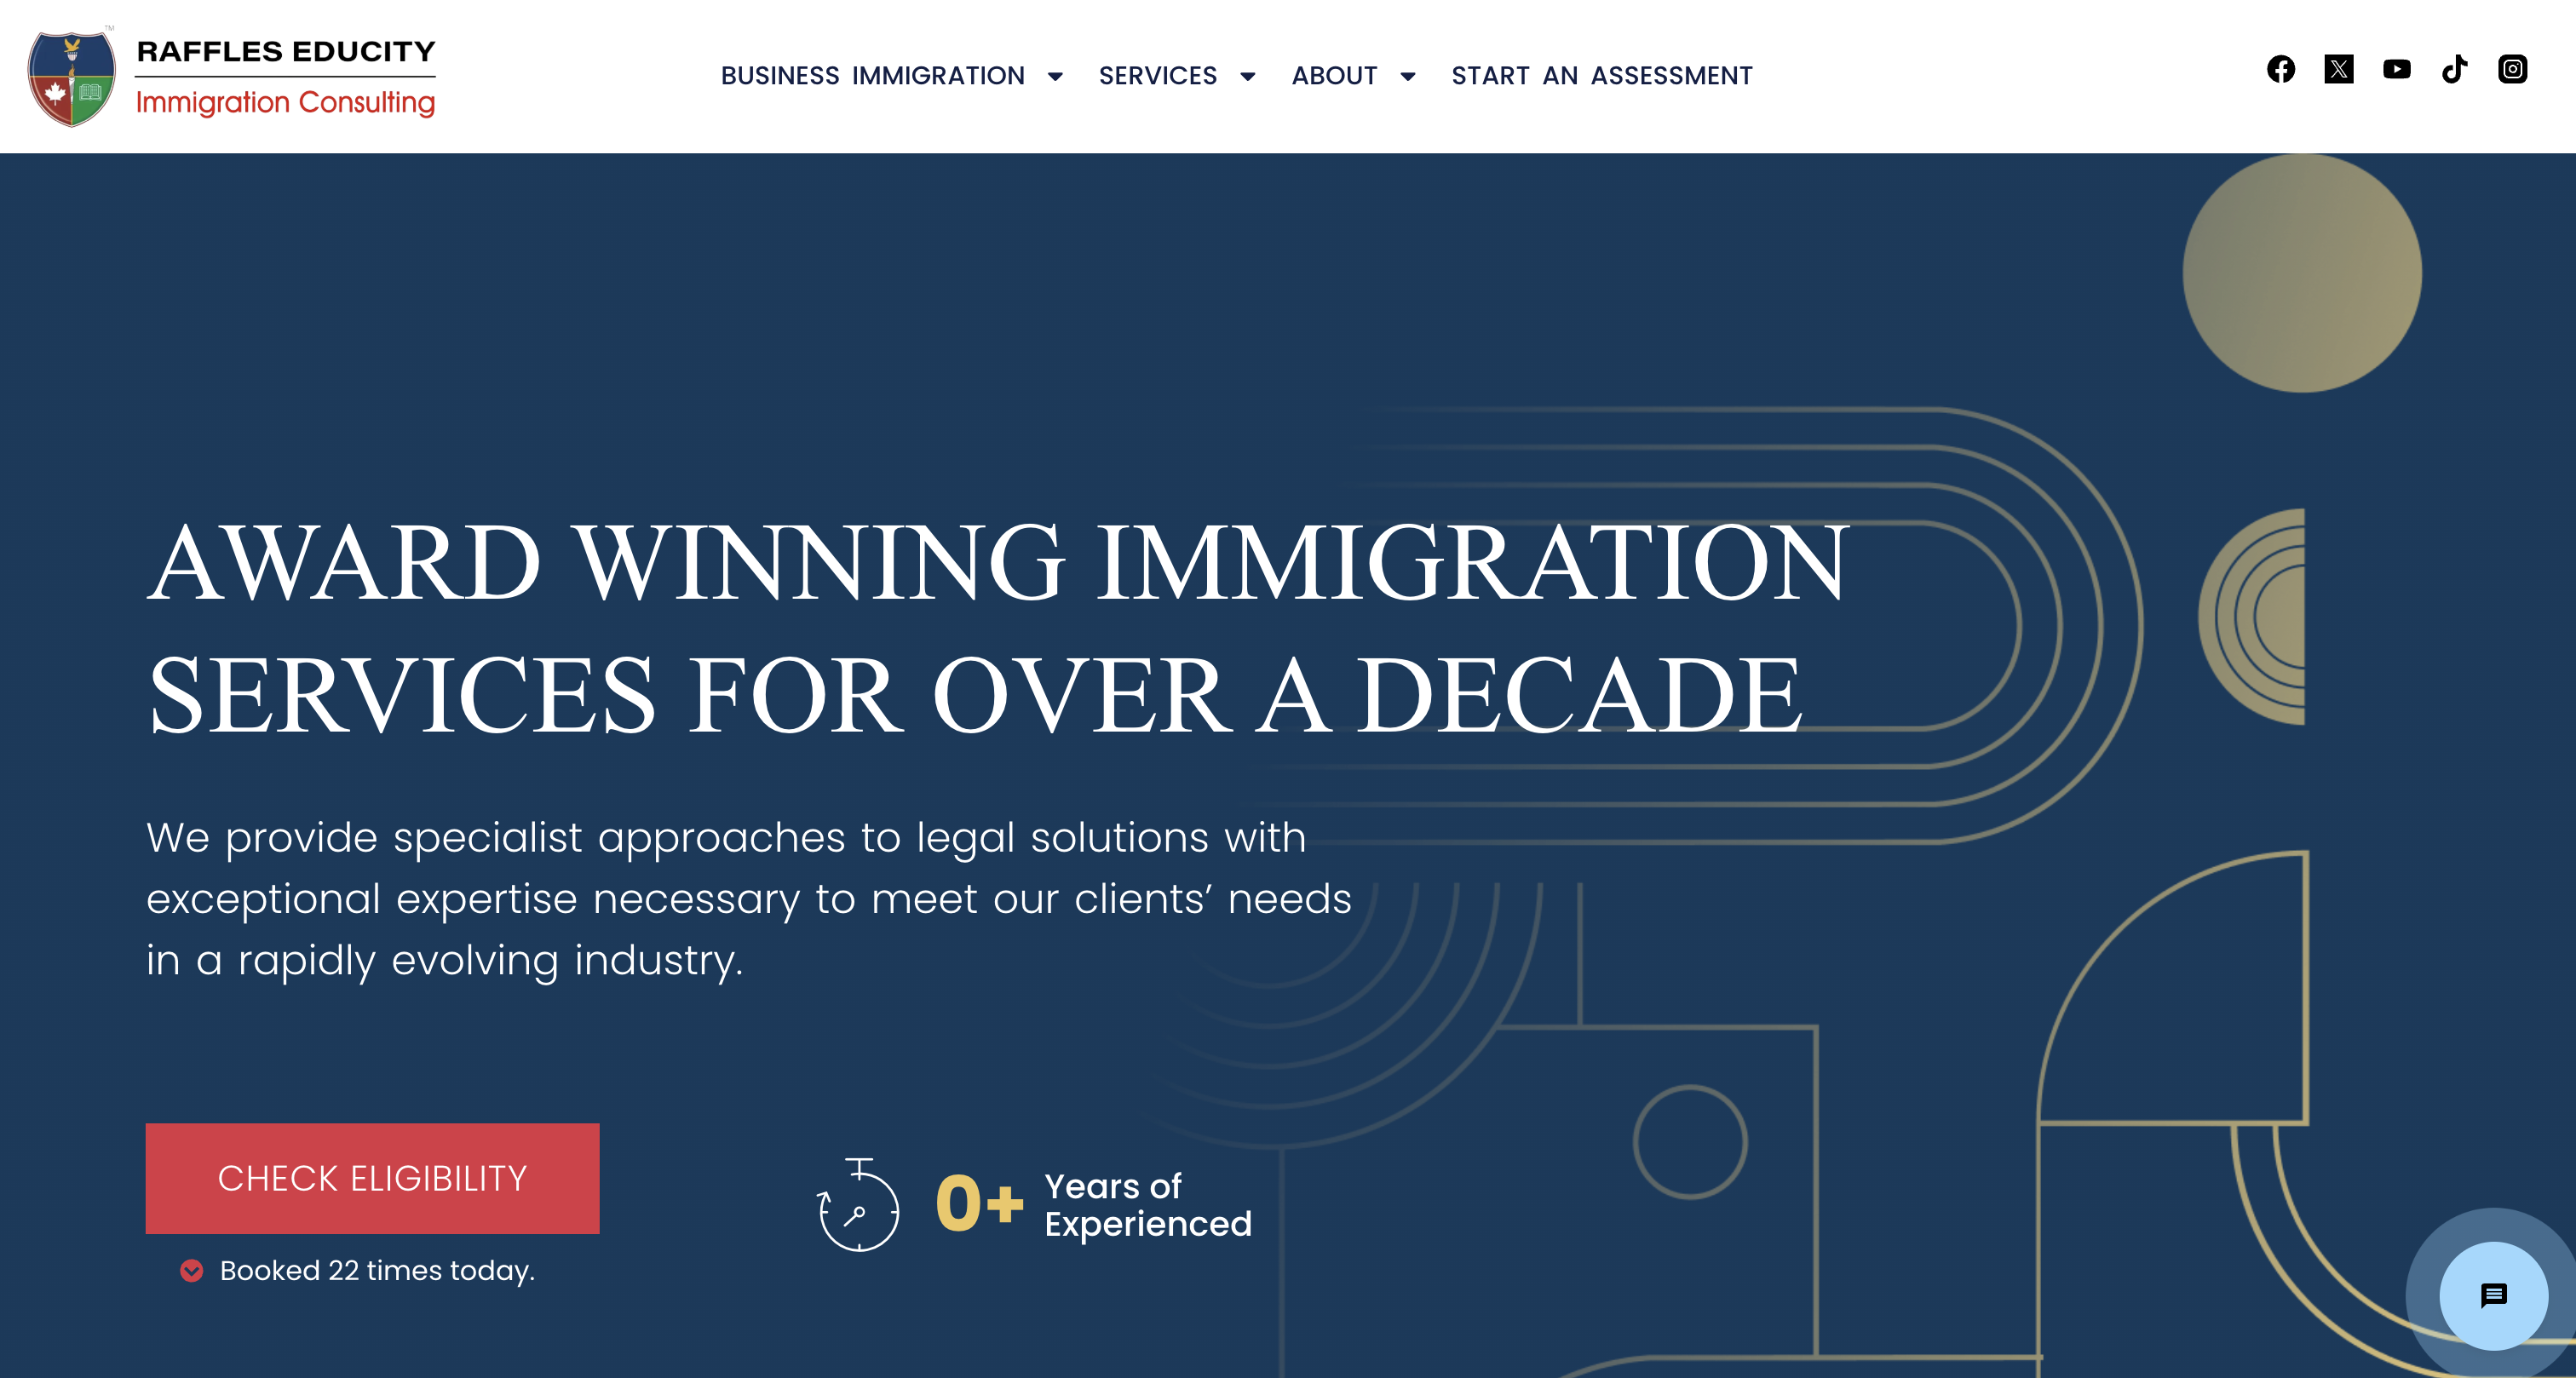 TM
RAFFLES EDUCITY
Immigration Consulting
BUSINESS IMMIGRATION
SERVICES
ABOUT
START AN ASSESSMENT
AWARD WINNING IMMIGRATION
SERVICES FOR OVER A DECADE
We provide specialist approaches to legal solutions with
exceptional expertise necessary to meet our clients’ needs
in a rapidly evolving industry.
CHECK ELIGIBILITY
Booked 22 times today.
0+
Years of
Experienced